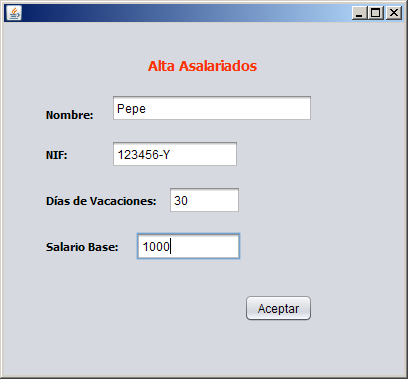 Alta Asalariados
Nombre: Pepe
NIF: 123456-Y
Días de Vacaciones: 30
Salario Base: 1000
Aceptar